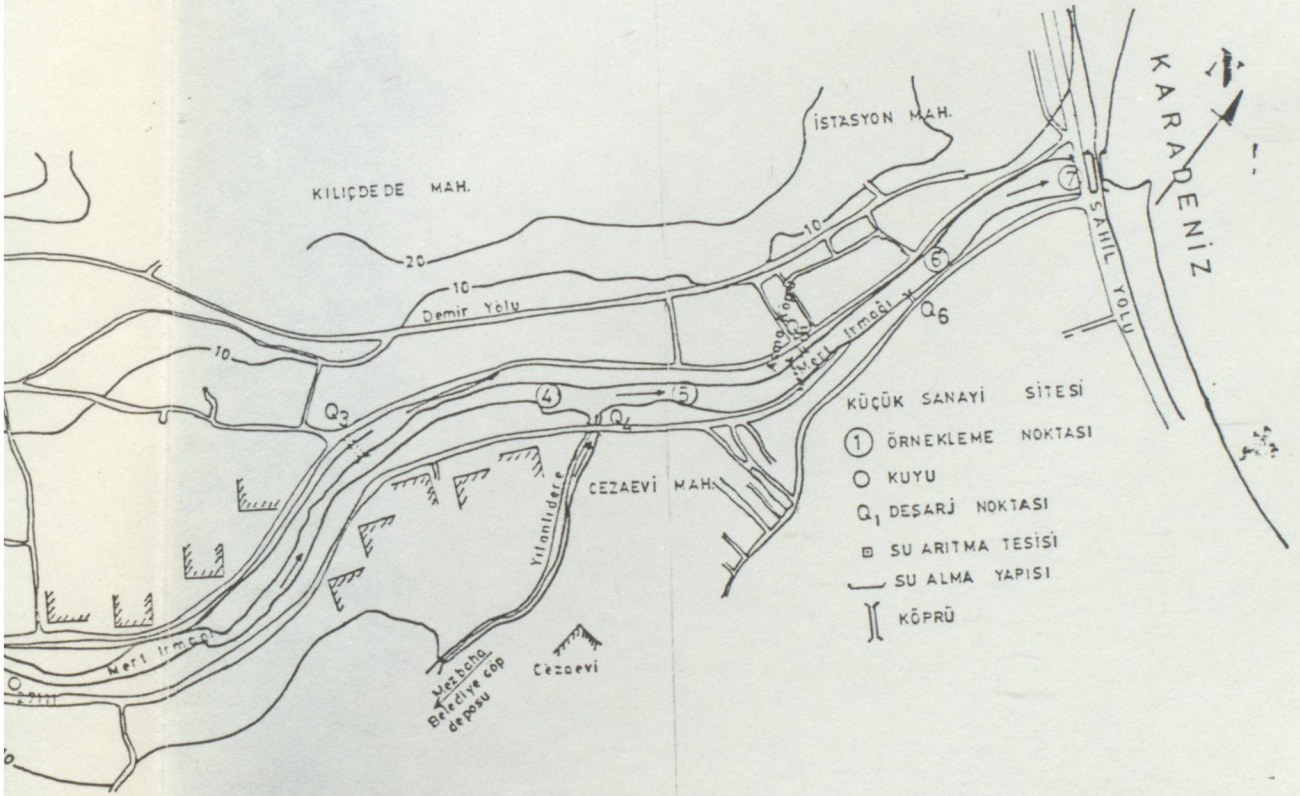 KARADENİZ
İSTASYON MAH.
KILIÇDEDE MAH.
7
SAHİL YOLU
10
20
6
10
Demir Yolu
Q6
Mert Irmağı
10
4
5
Q3
Q4
KÜÇÜK SANAYİ SİTESİ
1 ÖRNEKLEME NOKTASI
KUYU
Q1 DEŞARJ NOKTASI
SU ARITMA TESİSİ
SU ALMA YAPISI
KÖPRÜ
CEZAEVİ MAH.
Yılanlıdere
Mert Irmağı
Cezaevi
Mezbaha
Belediye çöp
deposu